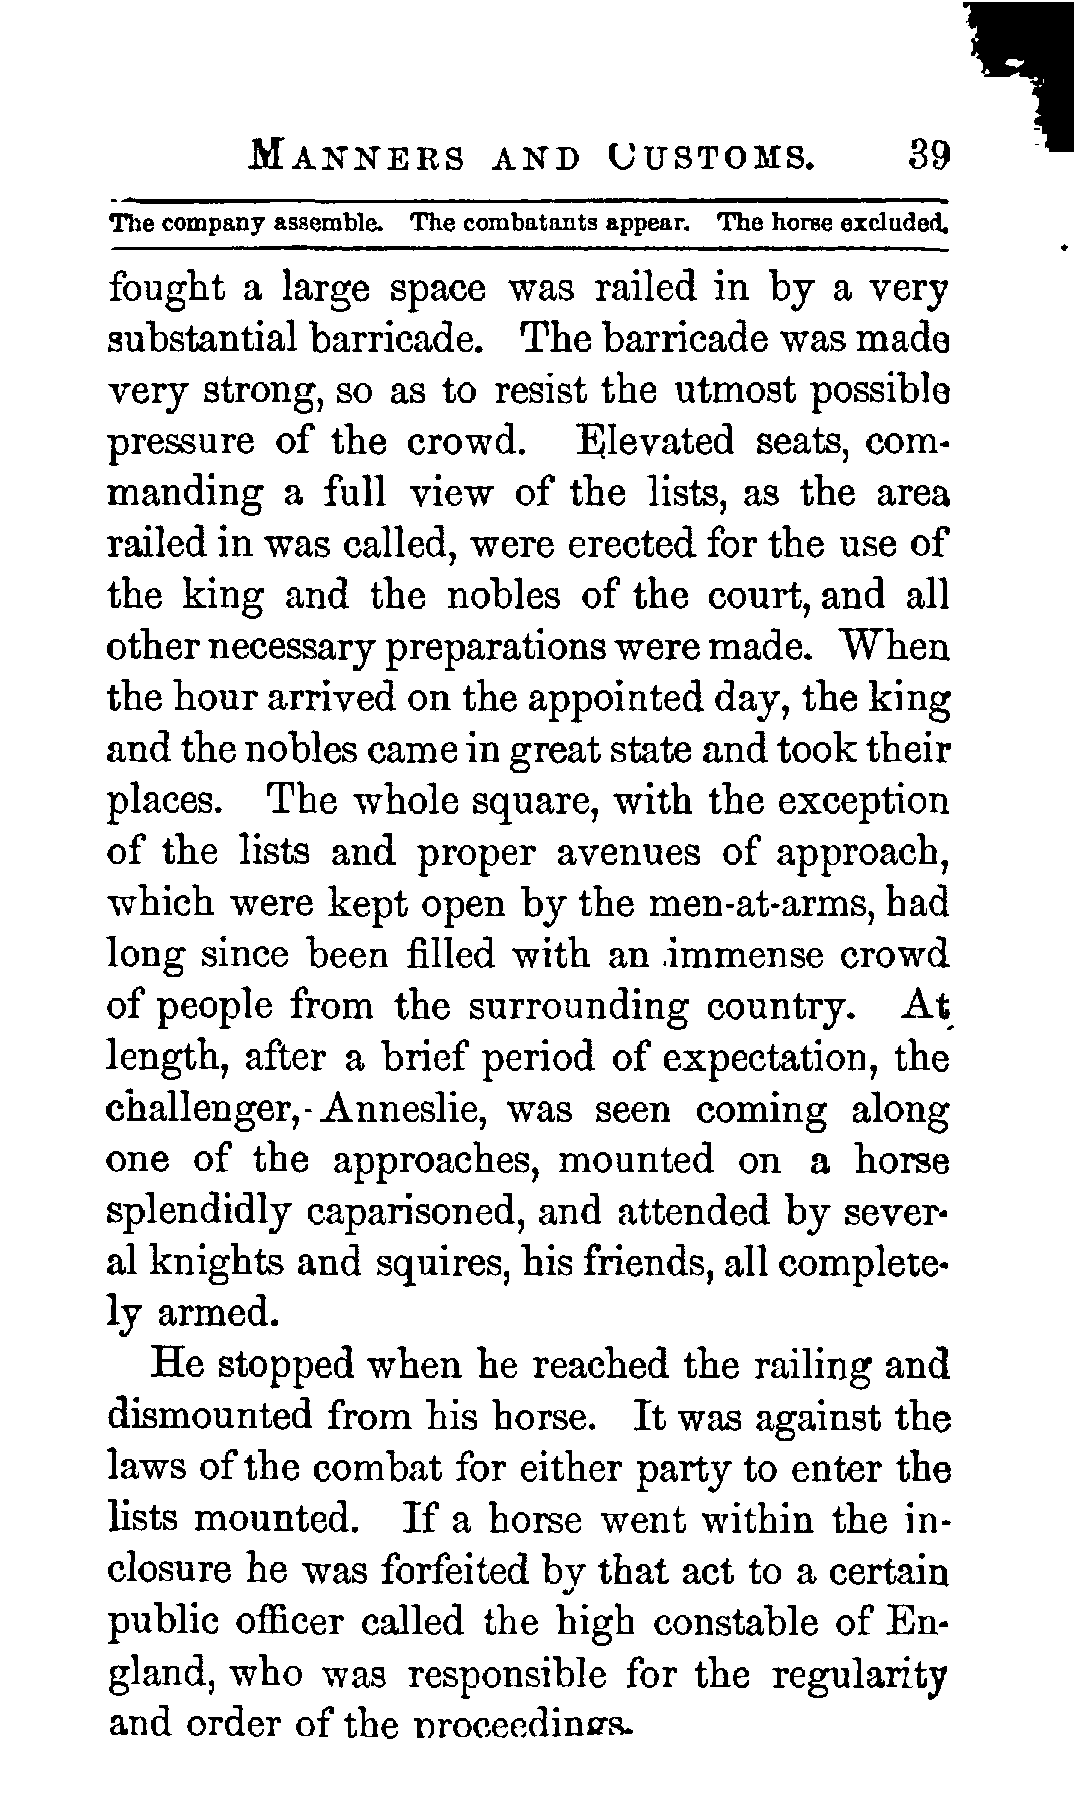 MANNERS AND CUSTOMS. 39
The company assemble. The combatants appear. The horse excluded.
fought a large space was railed in by a very
substantial barricade. The barricade was made
very strong, so as to resist the utmost possible
pressure of the crowd. Elevated seats, com-
manding a full view of the lists, as the area
railed in was called, were erected for the use of
the king and the nobles of the court, and all
other necessary preparations were made. When
the hour arrived on the appointed day, the king
and the nobles came in great state and took their
places. The whole square, with the exception
of the lists and proper avenues of approach,
which were kept open by the men-at-arms, had
long since been filled with an immense crowd
of people from the surrounding country. At
length, after a brief period of expectation, the
challenger, Anneslie, was seen coming along
one of the approaches, mounted on a horse
splendidly caparisoned, and attended by sever-
al knights and squires, his friends, all complete-
ly armed.
He stopped when he reached the railing and
dismounted from his horse. It was against the
laws of the combat for either party to enter the
lists mounted. If a horse went within the in-
closure he was forfeited by that act to a certain
public officer called the high constable of En-
gland, who was responsible for the regularity
and order of the proceedings.